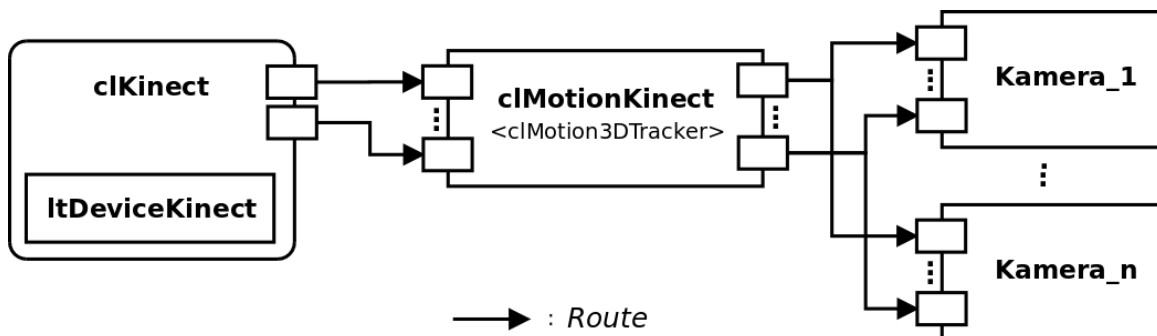 clKinect
ltDeviceKinect
clMotionKinect
<clMotion3DTracker>
Kamera_1
Kamera_n
: Route